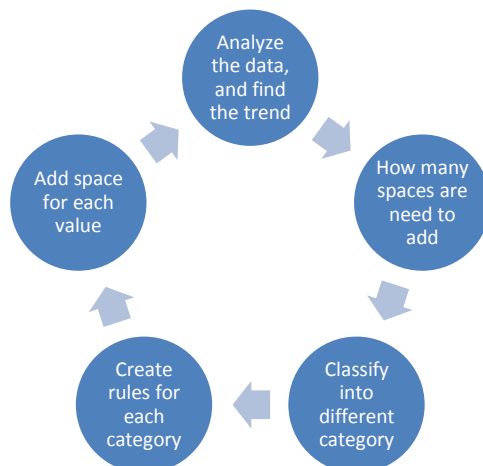 Analyze
the data,
and find
the trend
How many
spaces are
need to
add
Classify
into
different
category
Create
rules for
each
category
Add space
for each
value